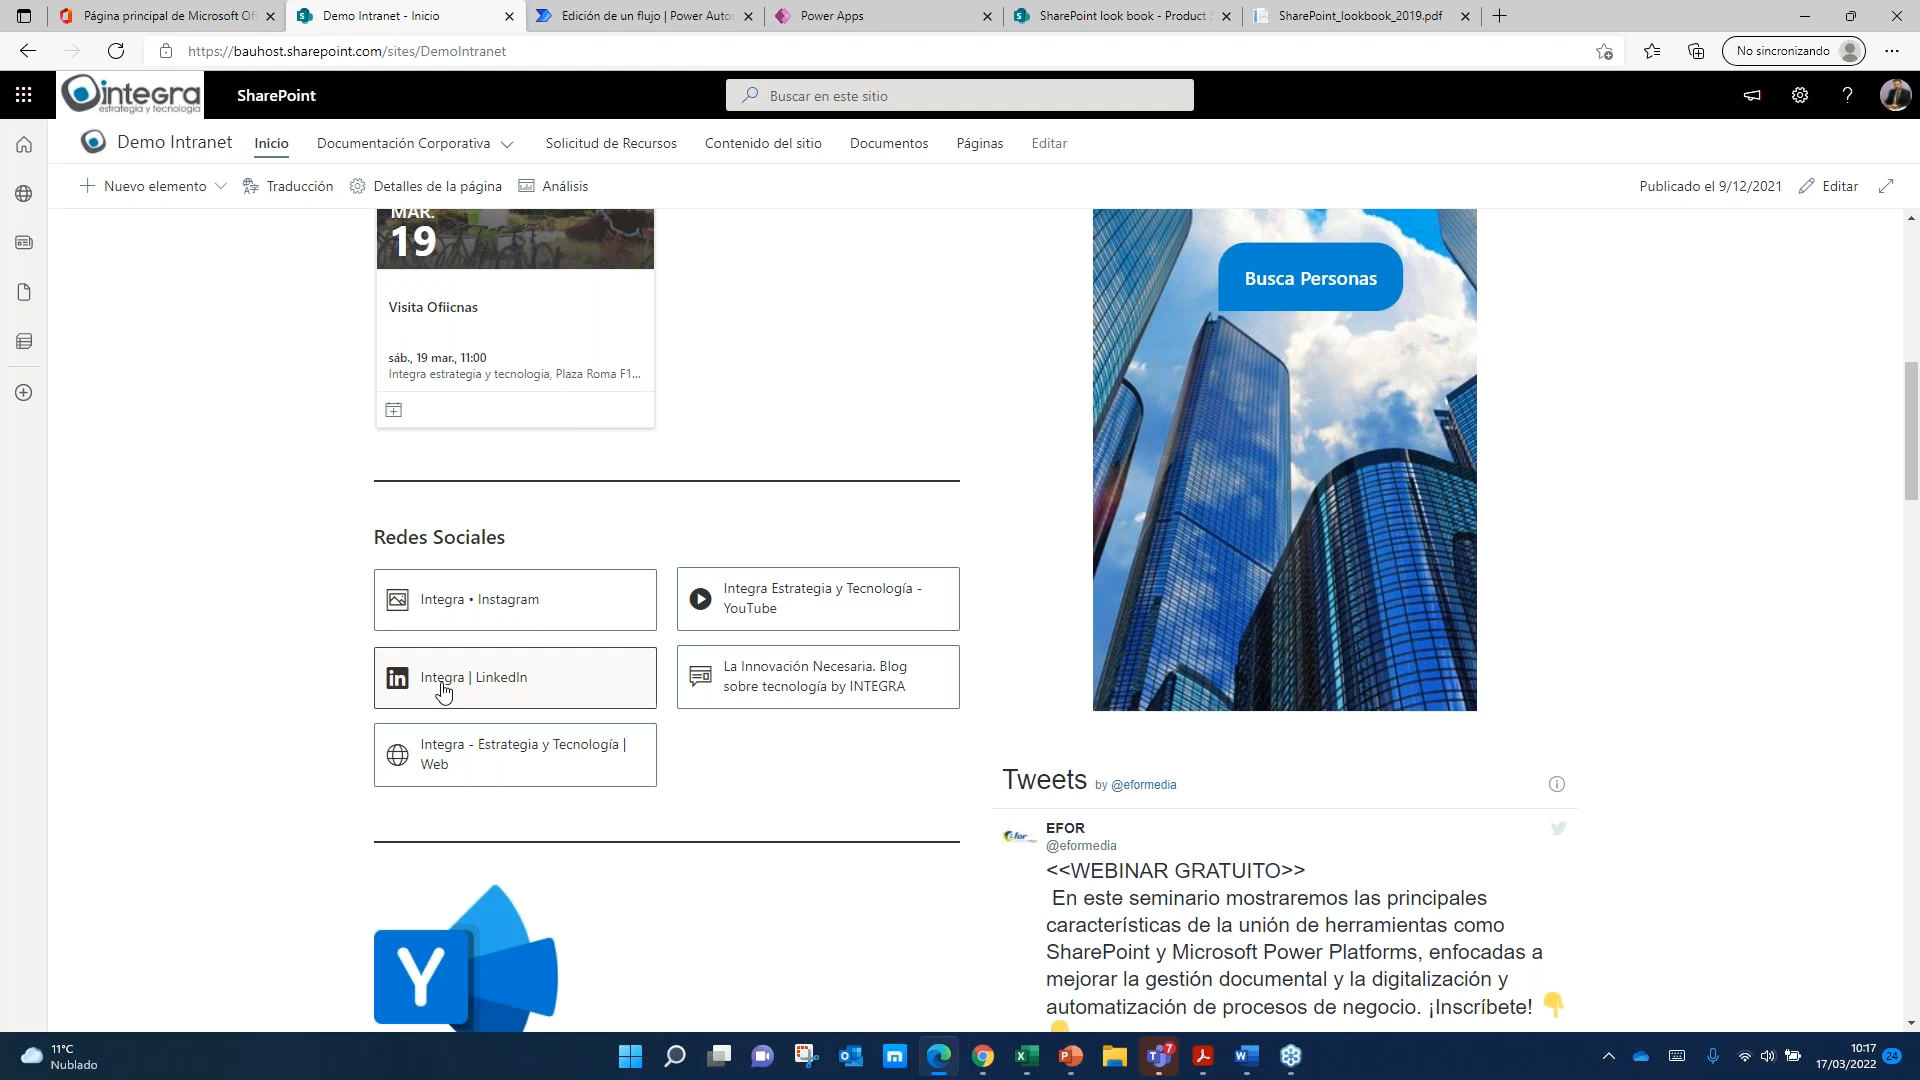 Página principal de Microsoft Of
Demo Intranet - Inicio
Edición de un flujo | Power Autor
Power Apps
SharePoint look book - Product S
SharePoint_lookbook_2019.pdf
https://bauhost.sharepoint.com/sites/DemoIntranet
No sincronizando
integra
estrategia y tecnología
SharePoint
Buscar en este sitio
Demo Intranet
Inicio
Documentación Corporativa
Solicitud de Recursos
Contenido del sitio
Documentos
Páginas
Editar
Nuevo elemento
Traducción
Detalles de la página
Análisis
Publicado el 9/12/2021
Editar
MAR.
19
Visita Ofiicnas
sáb., 19 mar., 11:00
Integra estrategia y tecnologia, Plaza Roma F1...
Busca Personas
Redes Sociales
Integra • Instagram
Integra Estrategia y Tecnología -
YouTube
Integra | LinkedIn
La Innovación Necesaria. Blog
sobre tecnología by INTEGRA
Integra - Estrategia y Tecnología |
Web
Y
Tweets by @eformedia
Efor
EFOR
@eformedia
<<WEBINAR GRATUITO>>
En este seminario mostraremos las principales
características de la unión de herramientas como
SharePoint y Microsoft Power Platforms, enfocadas a
mejorar la gestión documental y la digitalización y
automatización de procesos de negocio. ¡Inscríbete!
11°C
Nublado
7
10:17
17/03/2022
24